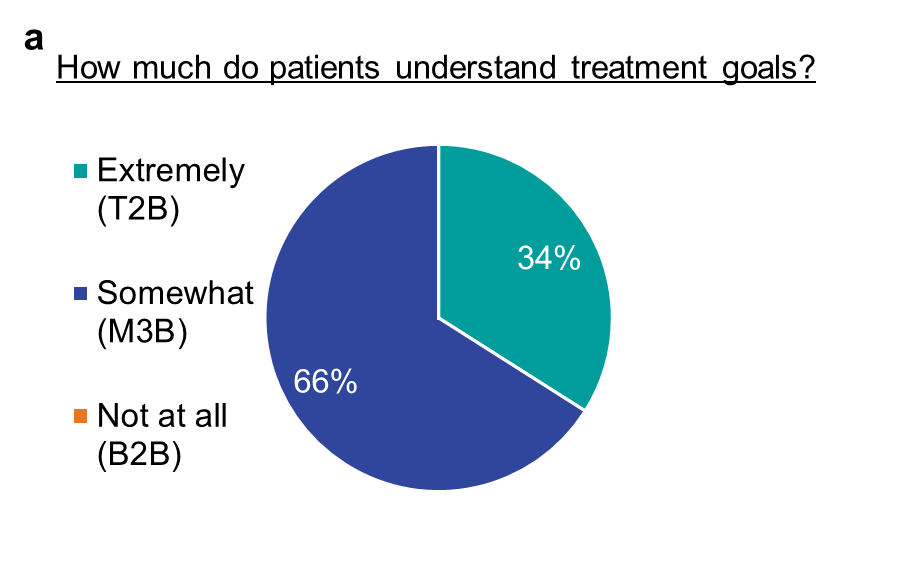 a
How much do patients understand treatment goals?
Extremely
(T2B)
34%
Somewhat
(M3B)
66%
Not at all
(B2B)